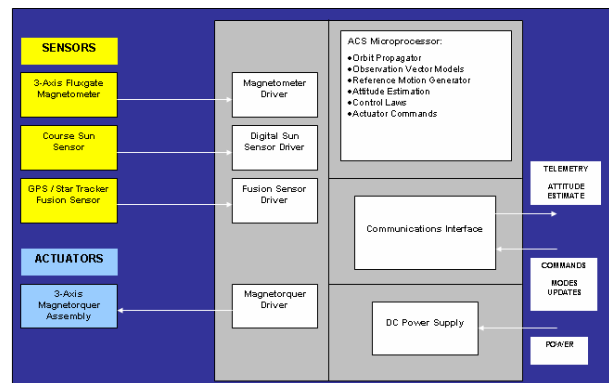 SENSORS
3-Axis Fluxgate
Magnetometer
Course Sun
Sensor
GPS / Star Tracker
Fusion Sensor
ACTUATORS
3-Axis
Magnetorquer
Assembly
Magnetometer
Driver
Digital Sun
Sensor Driver
Fusion Sensor
Driver
Magnetorquer
Driver
ACS Microprocessor:
●Orbit Propagator
●Observation Vector Models
●Reference Motion Generator
●Attitude Estimation
●Control Laws
●Actuator Commands
Communications Interface
DC Power Supply
TELEMETRY
ATTITUDE
ESTIMATE
COMMANDS
MODES
UPDATES
POWER